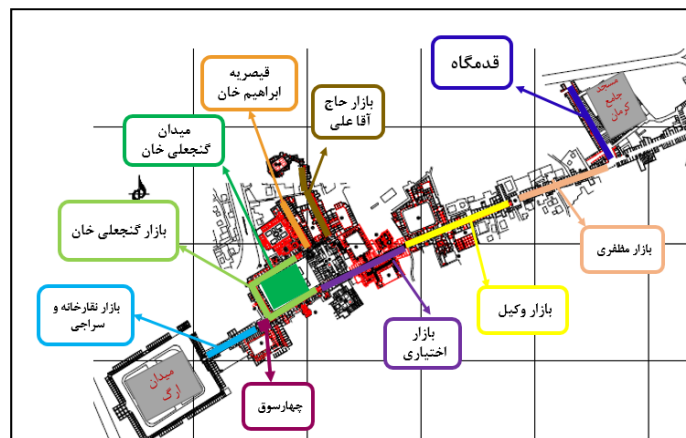 قدمگاه
مسجد
جامع
کرمان
قیصریه
ابراهیم خان
بازار حاج
آقا علی
میدان
گنجعلی خان
بازار گنجعلی خان
بازار مظفری
بازار نقارخانه و
سراجی
بازار وکیل
بازار
اختیاری
میدان
ارگ
چهارسوق